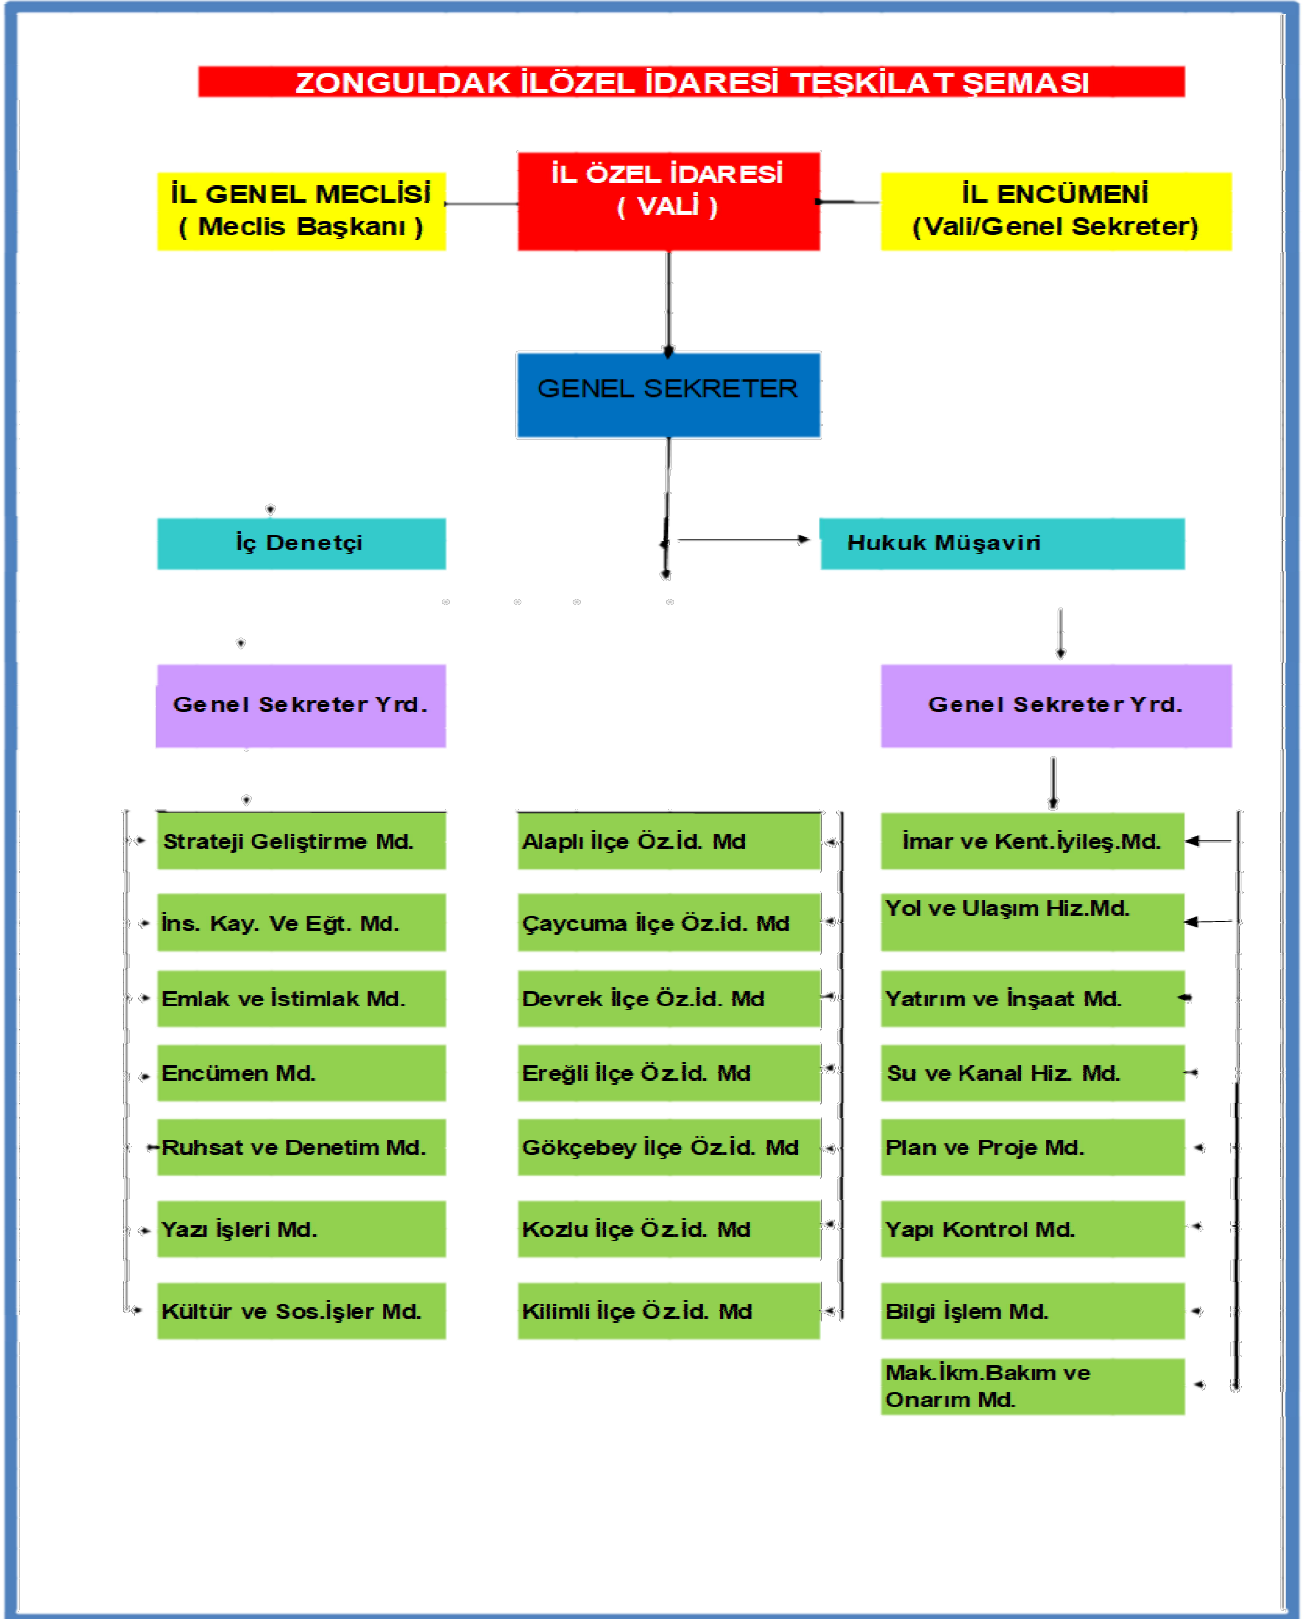 ZONGULDAK İLÖZEL İDARESİ TEŞKİLAT ŞEMASI
İL GENEL MECLİSİ
( Meclis Başkanı )
İL ÖZEL İDARESİ
( VALİ )
İL ENCÜMENİ
(Vali/Genel Sekreter)
GENEL SEKRETER
İç Denetçi
Hukuk Müşaviri
Genel Sekreter Yrd.
Genel Sekreter Yrd.
Strateji Geliştirme Md.
Alaplı İlçe Öz.İd. Md
İmar ve Kent.İyileş.Md.
İns. Kay. Ve Eğt. Md.
Çaycuma İlçe Öz.İd. Md
Yol ve Ulaşım Hiz.Md.
Emlak ve İstimlak Md.
Devrek İlçe Öz.İd. Md
Yatırım ve İnşaat Md.
Encümen Md.
Ereğli İlçe Öz.İd. Md
Su ve Kanal Hiz. Md.
Ruhsat ve Denetim Md.
Gökçebey İlçe Öz.İd. Md
Plan ve Proje Md.
Yazı İşleri Md.
Kozlu İlçe Öz.İd. Md
Yapı Kontrol Md.
Kültür ve Sos.İşler Md.
Kilimli İlçe Öz.İd. Md
Bilgi İşlem Md.
Mak.İkm.Bakım ve
Onarım Md.